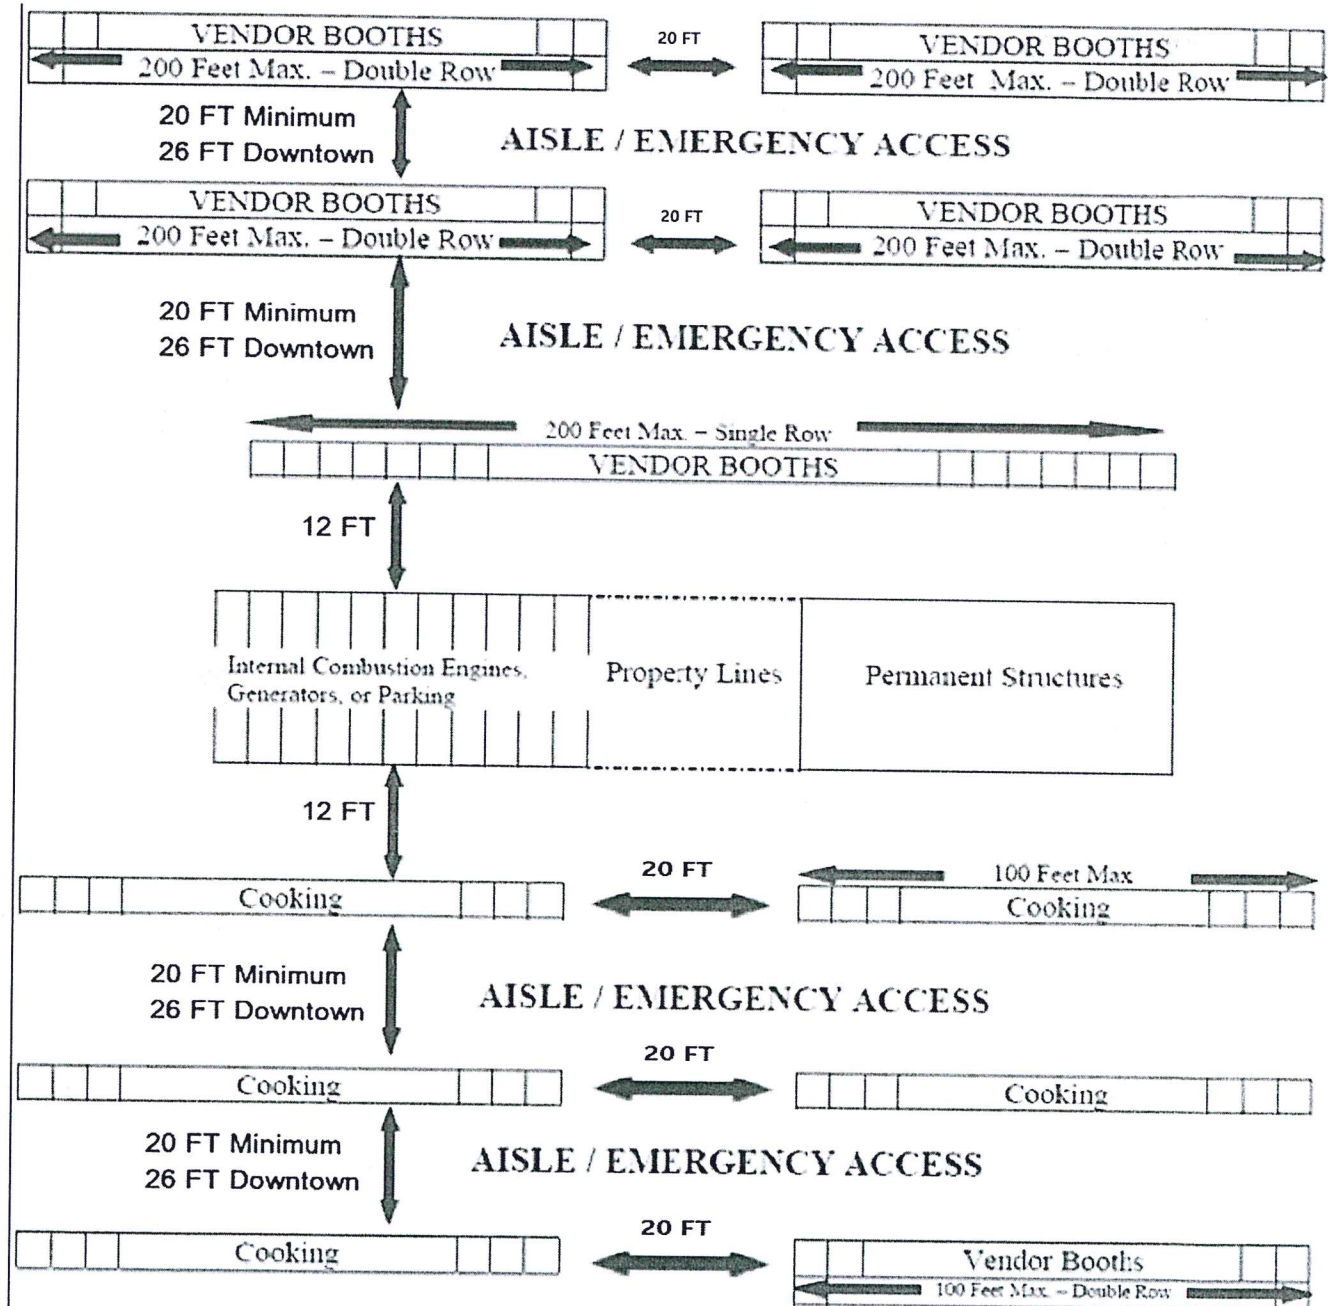 VENDOR BOOTHS
200 Feet Max. – Double Row
20 FT
VENDOR BOOTHS
200 Feet Max. – Double Row
20 FT Minimum
26 FT Downtown
AISLE / EMERGENCY ACCESS
VENDOR BOOTHS
200 Feet Max. – Double Row
20 FT
VENDOR BOOTHS
200 Feet Max. – Double Row
20 FT Minimum
26 FT Downtown
AISLE / EMERGENCY ACCESS
200 Feet Max. – Single Row
VENDOR BOOTHS
12 FT
Internal Combustion Engines,
Generators, or Parking
Property Lines
Permanent Structures
12 FT
Cooking
20 FT
100 Feet Max
Cooking
20 FT Minimum
26 FT Downtown
AISLE / EMERGENCY ACCESS
Cooking
20 FT
Cooking
20 FT Minimum
26 FT Downtown
AISLE / EMERGENCY ACCESS
Cooking
20 FT
Vendor Booths
100 Feet Max. – Double Row